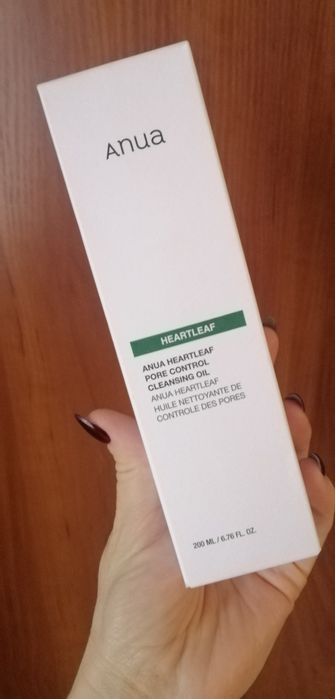 Anua
HEARTLEAF
ANUA HEARTLEAF
PORE CONTROL
CLEANSING OIL
ANUA HEARTLEAF
HUILE NETTOYANTE DE
CONTROLE DES PORES
200 ML / 6.76 FL. OZ.